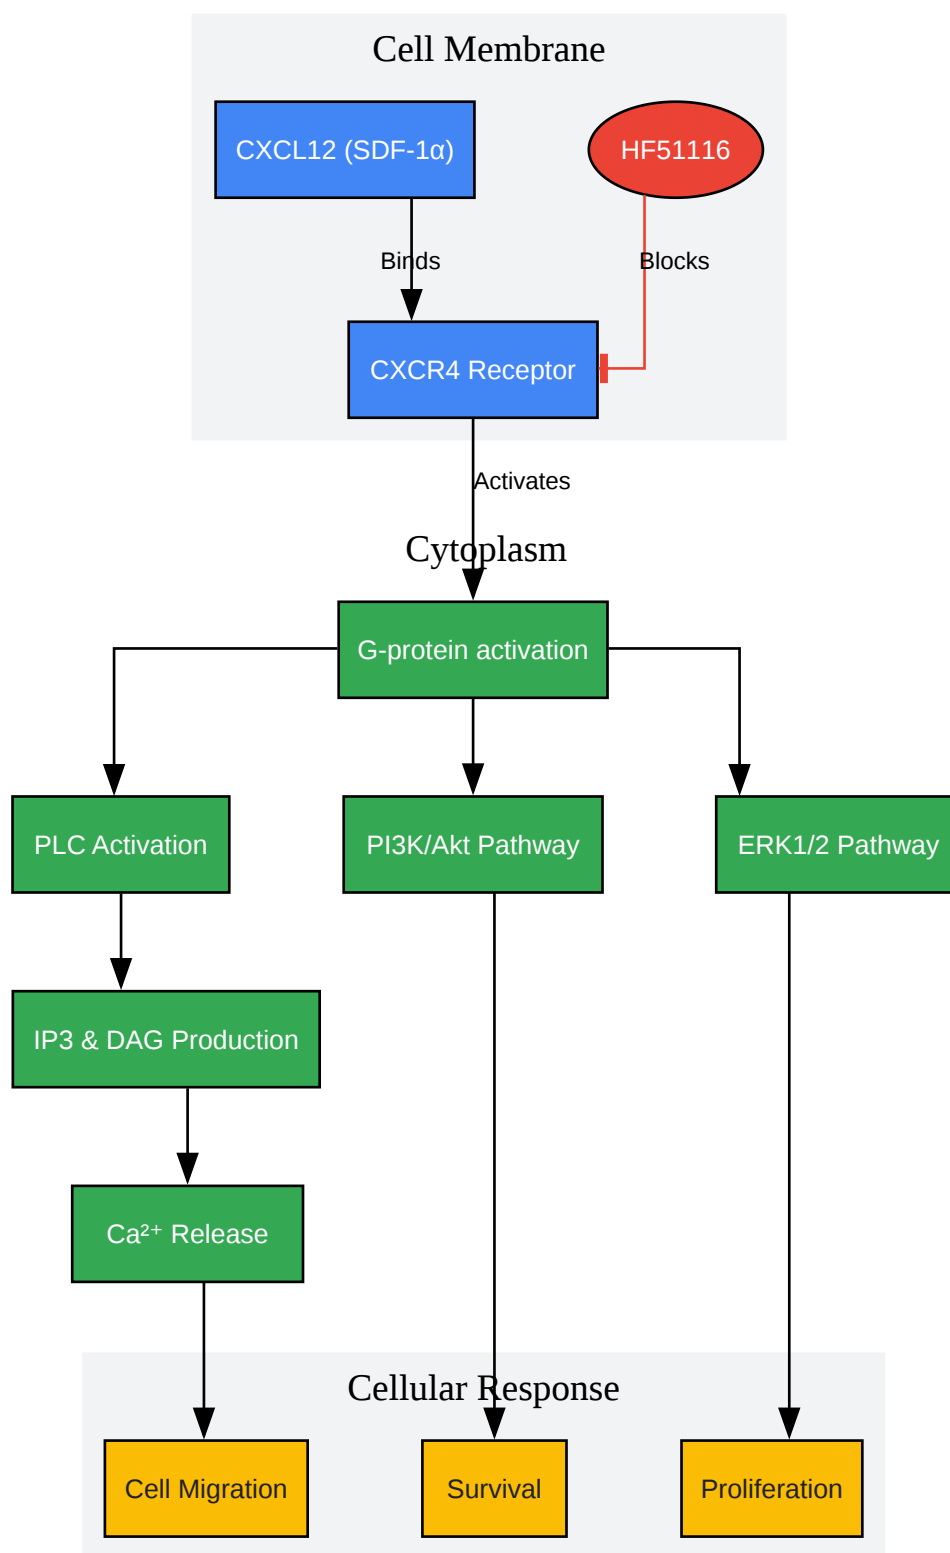 Cell Membrane
CXCL12 (SDF-1α)
HF51116
Binds
Blocks
CXCR4 Receptor
Activates
Cytoplasm
G-protein activation
PLC Activation
PI3K/Akt Pathway
ERK1/2 Pathway
IP3 & DAG Production
Ca²⁺ Release
Cellular Response
Cell Migration
Survival
Proliferation